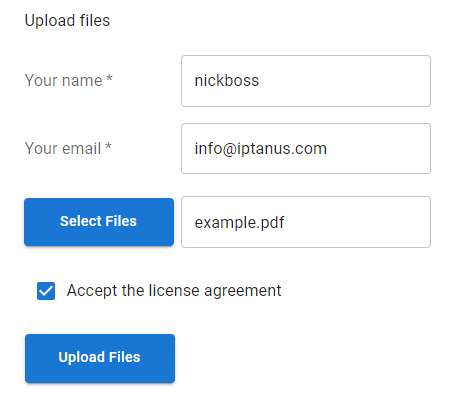 Upload files
Your name * nickboss
Your email * info@iptanus.com
Select Files example.pdf
Accept the license agreement
Upload Files